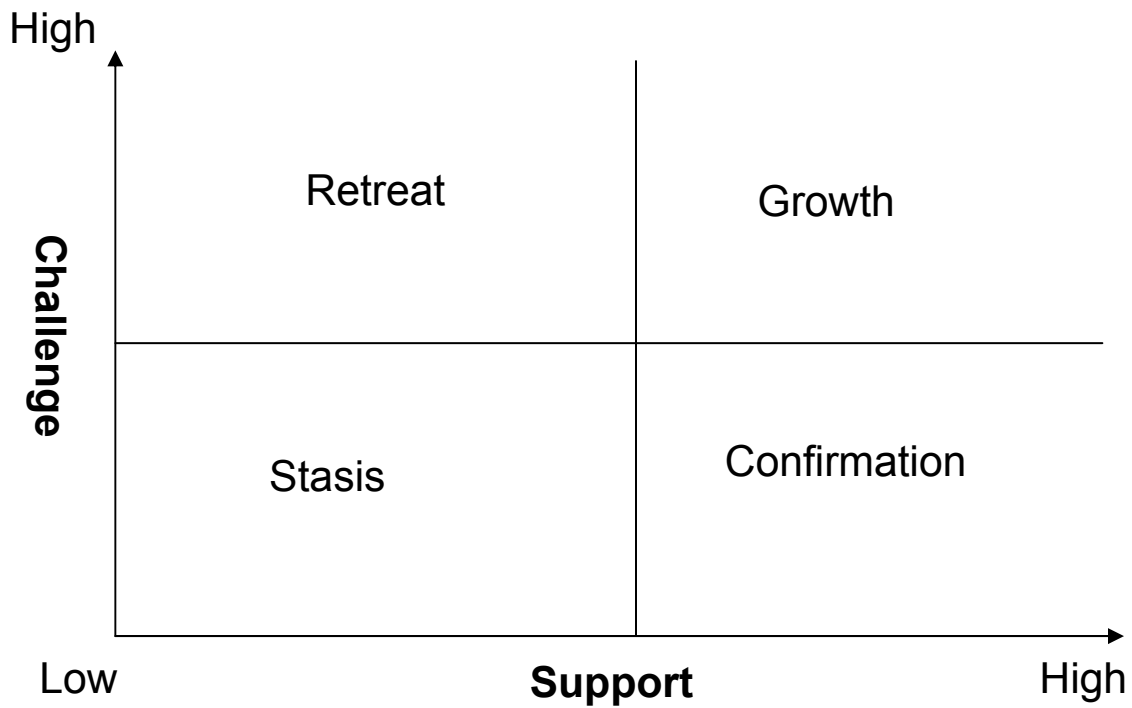 High
Retreat
Growth
Challenge
Stasis
Confirmation
Low
Support
High